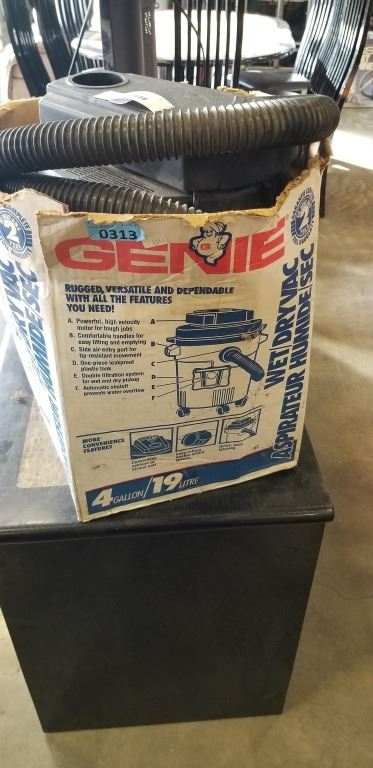 0313
GENIE
RUGGED, VERSATILE AND DEPENDABLE
WITH ALL THE FEATURES
YOU NEED!
A. Powerful, high velocity
motor for tough jobs
B. Comfortable handles for
easy lifting and emptying
C. Side air-entry port for
tip-resistant movement
D. One-piece leakproof
plastic tank
E. Double filtration system
for wet and dry pickup
F. Automatic shutoff
prevents water overflow
A
B
C
D
E
F
MORE
CONVENIENCE
FEATURES
4 GALLON/19 LITRE
WET/DRY VAC
ASPIRATEUR HUMIDE/SEC
2
2